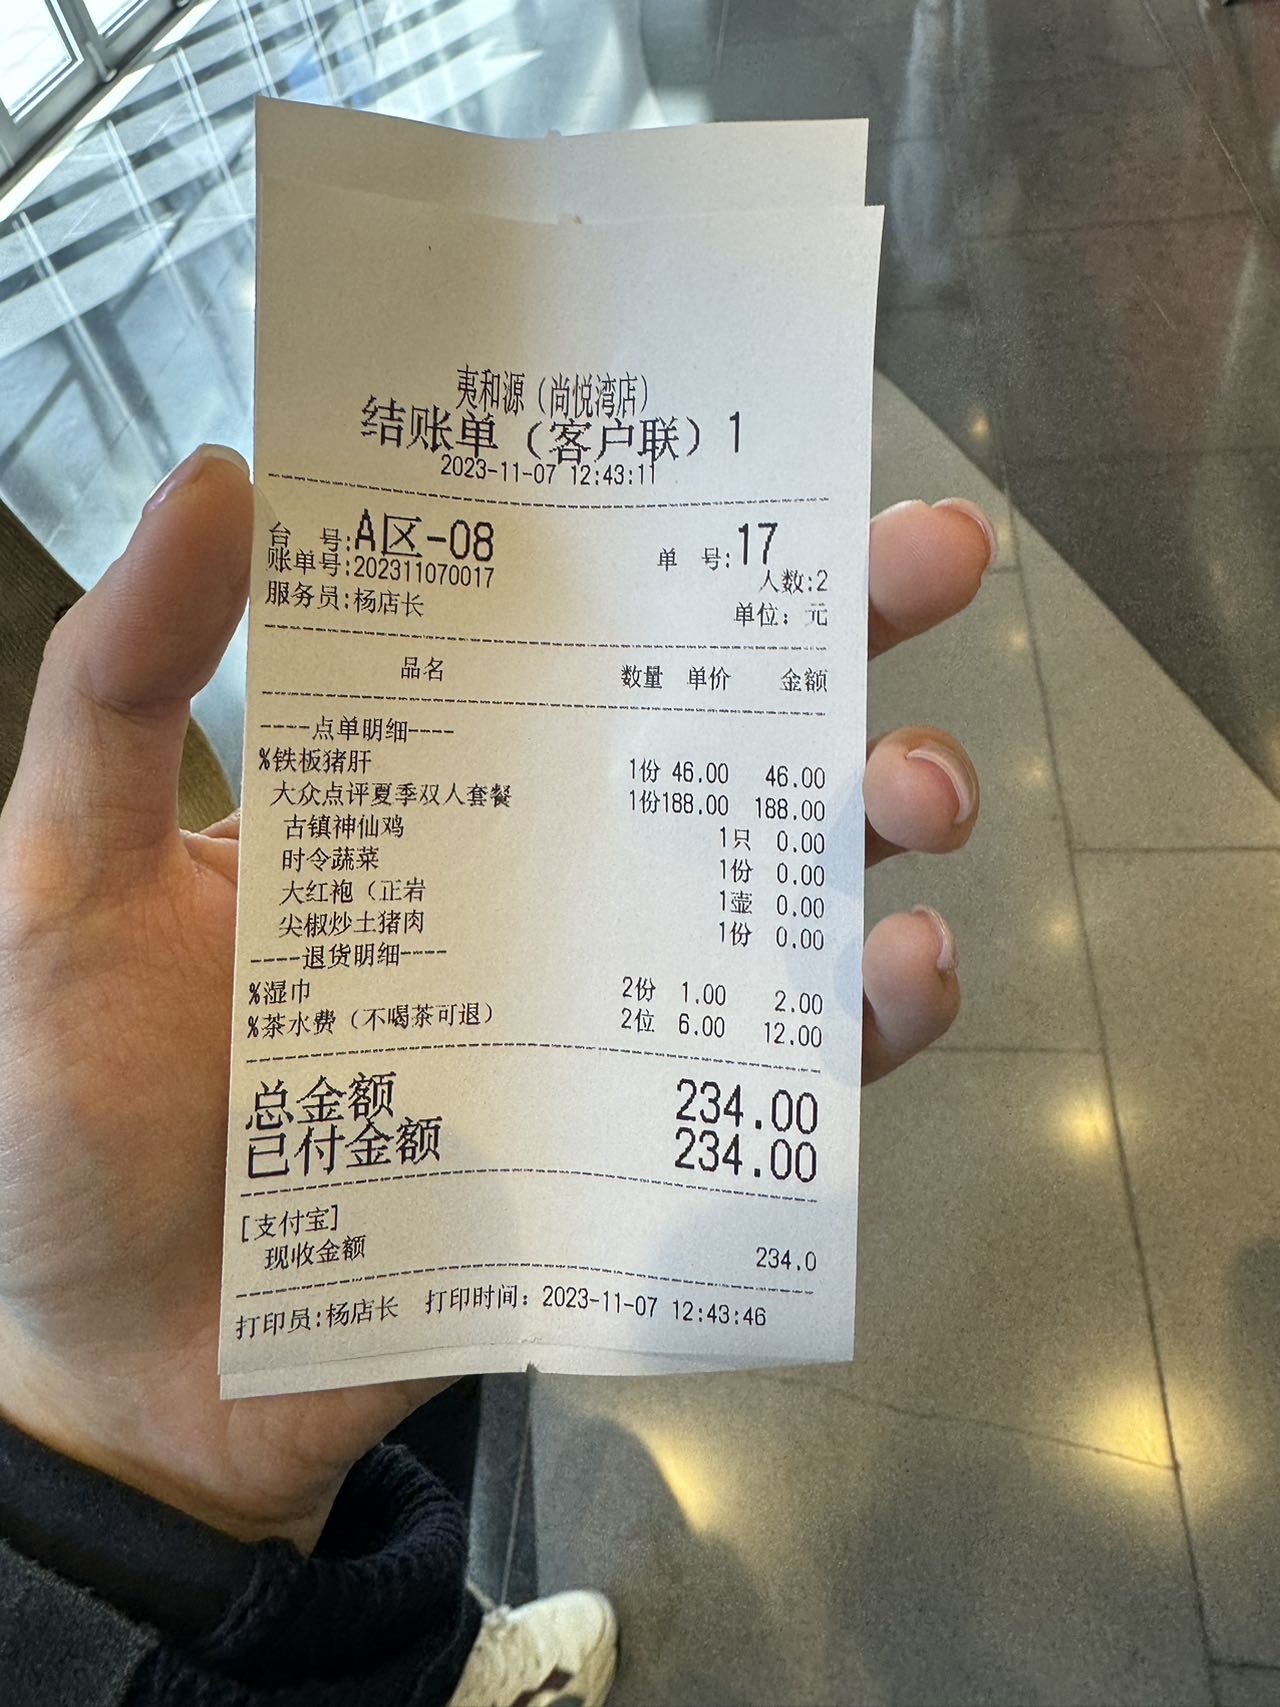 夷和源（尚悦湾店）
结账单（客户联）1
2023-11-07 12:43:11
台 号:A区-08 单 号:17
账单号:202311070017 人数:2
服务员:杨店长 单位：元
品名 数量 单价 金额
----点单明细----
%铁板猪肝 1份 46.00 46.00
大众点评夏季双人套餐 1份188.00 188.00
古镇神仙鸡 1只 0.00
时令蔬菜 1份 0.00
大红袍（正岩 1壶 0.00
尖椒炒土猪肉 1份 0.00
----退货明细----
%湿巾 2份 1.00 2.00
%茶水费（不喝茶可退） 2位 6.00 12.00
总金额 234.00
已付金额 234.00
[支付宝]
现收金额 234.0
打印员:杨店长 打印时间：2023-11-07 12:43:46